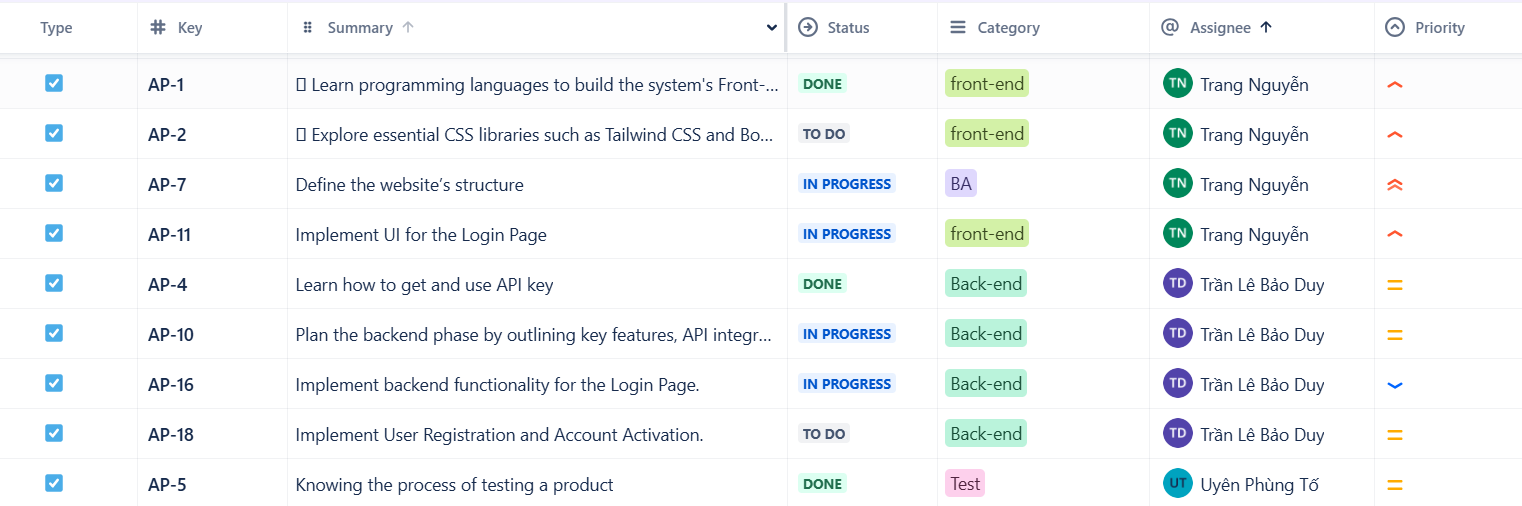 Type Key Summary Status Category Assignee Priority
AP-1 Learn programming languages to build the system's Front-... DONE front-end TN Trang Nguyễn
AP-2 Explore essential CSS libraries such as Tailwind CSS and Bo... TO DO front-end TN Trang Nguyễn
AP-7 Define the website’s structure IN PROGRESS BA TN Trang Nguyễn
AP-11 Implement UI for the Login Page IN PROGRESS front-end TN Trang Nguyễn
AP-4 Learn how to get and use API key DONE Back-end TD Trần Lê Bảo Duy
AP-10 Plan the backend phase by outlining key features, API integr... IN PROGRESS Back-end TD Trần Lê Bảo Duy
AP-16 Implement backend functionality for the Login Page. IN PROGRESS Back-end TD Trần Lê Bảo Duy
AP-18 Implement User Registration and Account Activation. TO DO Back-end TD Trần Lê Bảo Duy
AP-5 Knowing the process of testing a product DONE Test UT Uyên Phùng Tố